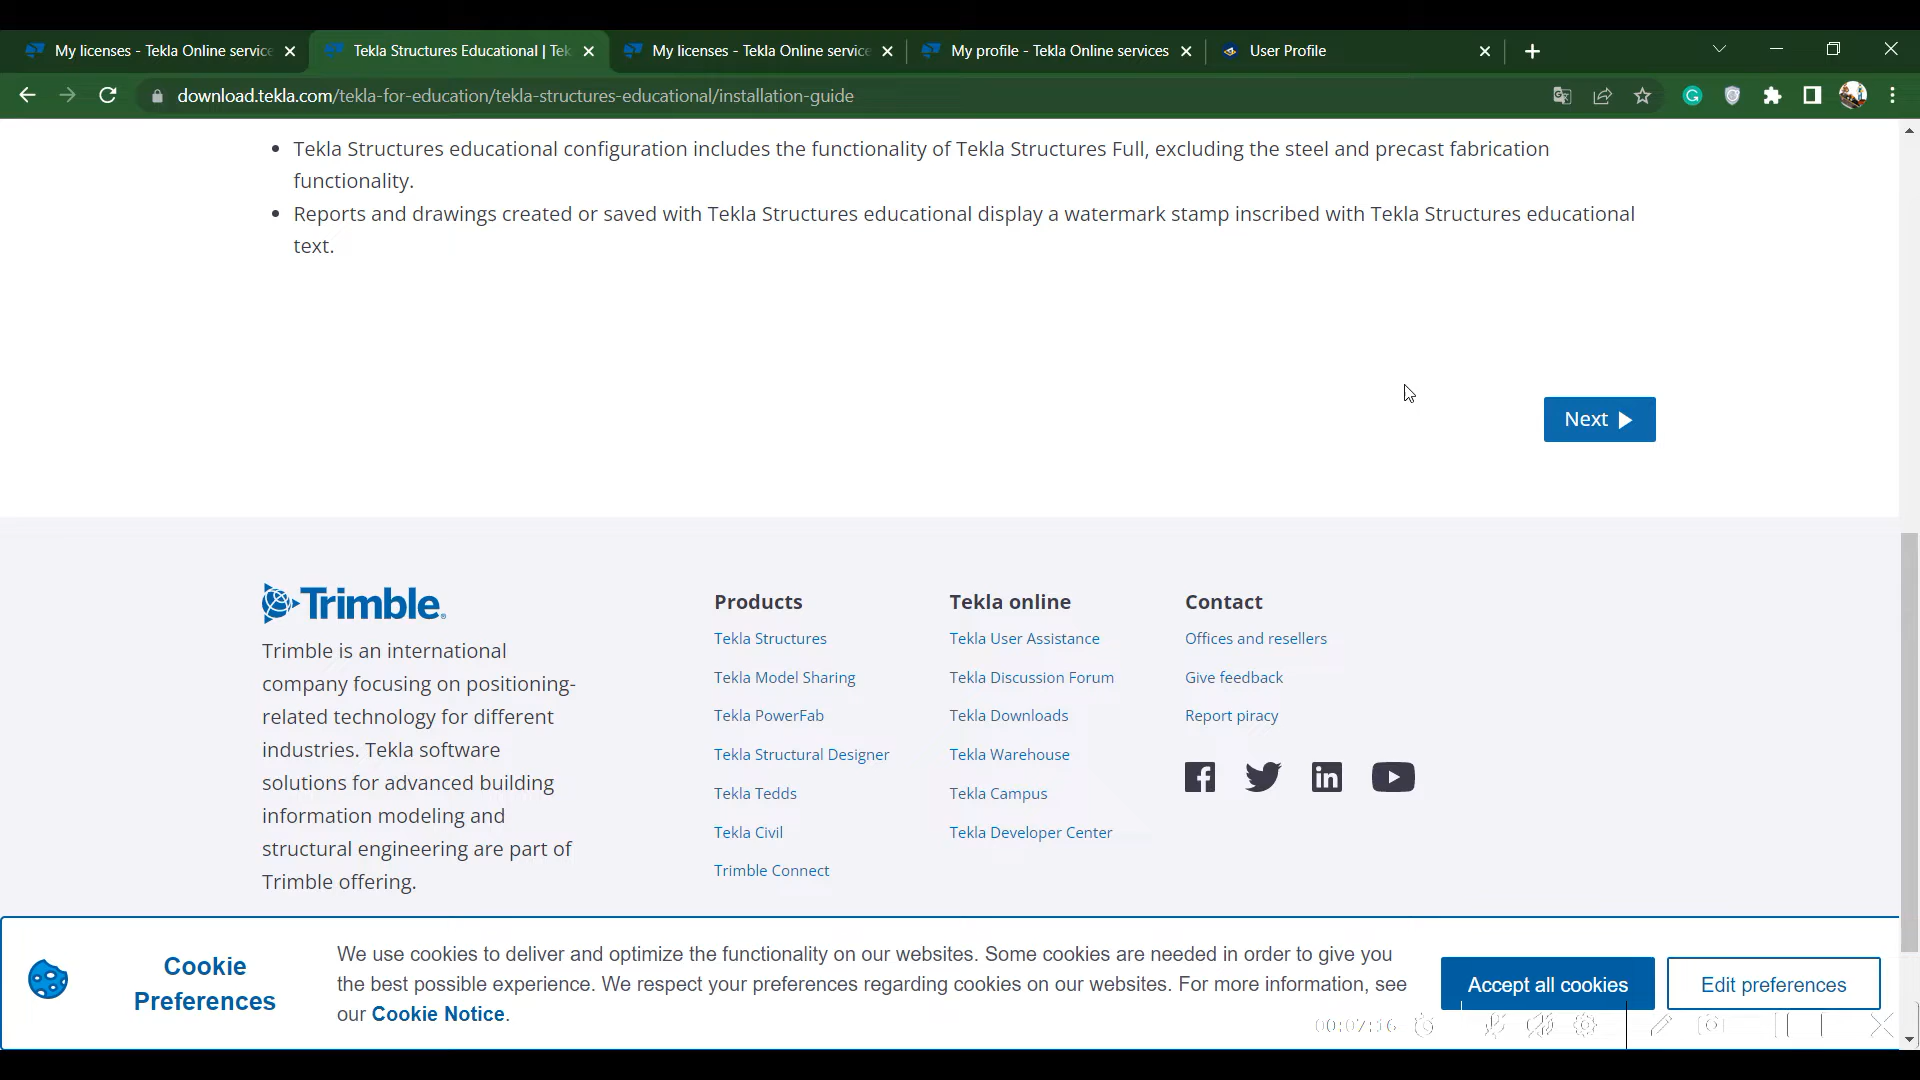 My licenses - Tekla Online service
Tekla Structures Educational | Tek
My licenses - Tekla Online service
My profile - Tekla Online services
User Profile
download.tekla.com/tekla-for-education/tekla-structures-educational/installation-guide
• Tekla Structures educational configuration includes the functionality of Tekla Structures Full, excluding the steel and precast fabrication
functionality.
• Reports and drawings created or saved with Tekla Structures educational display a watermark stamp inscribed with Tekla Structures educational
text.
Next
Trimble
Trimble is an international
company focusing on positioning-
related technology for different
industries. Tekla software
solutions for advanced building
information modeling and
structural engineering are part of
Trimble offering.
Products
Tekla Structures
Tekla Model Sharing
Tekla PowerFab
Tekla Structural Designer
Tekla Tedds
Tekla Civil
Trimble Connect
Tekla online
Tekla User Assistance
Tekla Discussion Forum
Tekla Downloads
Tekla Warehouse
Tekla Campus
Tekla Developer Center
Contact
Offices and resellers
Give feedback
Report piracy
Cookie
Preferences
We use cookies to deliver and optimize the functionality on our websites. Some cookies are needed in order to give you
the best possible experience. We respect your preferences regarding cookies on our websites. For more information, see
our Cookie Notice.
Accept all cookies
Edit preferences
00:07:16